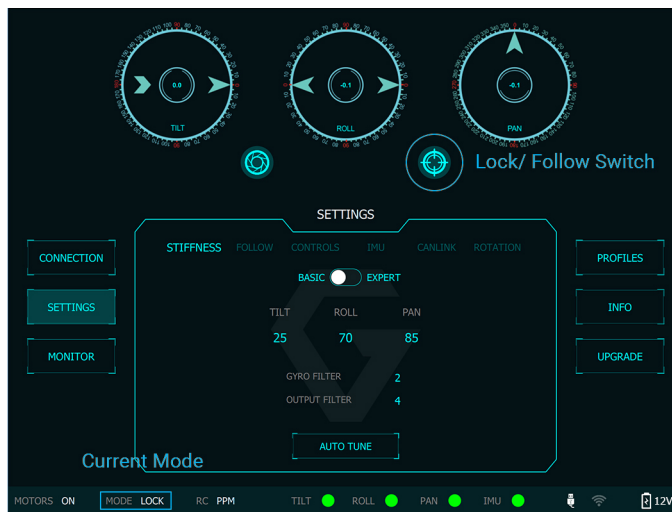 0.0
TILT
-0.1
ROLL
-0.1
PAN
Lock/ Follow Switch
SETTINGS
STIFFNESS FOLLOW CONTROLS IMU CANLINK ROTATION
BASIC EXPERT
TILT ROLL PAN
25 70 85
GYRO FILTER 2
OUTPUT FILTER 4
AUTO TUNE
CONNECTION
SETTINGS
MONITOR
PROFILES
INFO
UPGRADE
Current Mode
MOTORS ON MODE LOCK RC PPM TILT ROLL PAN IMU 12V